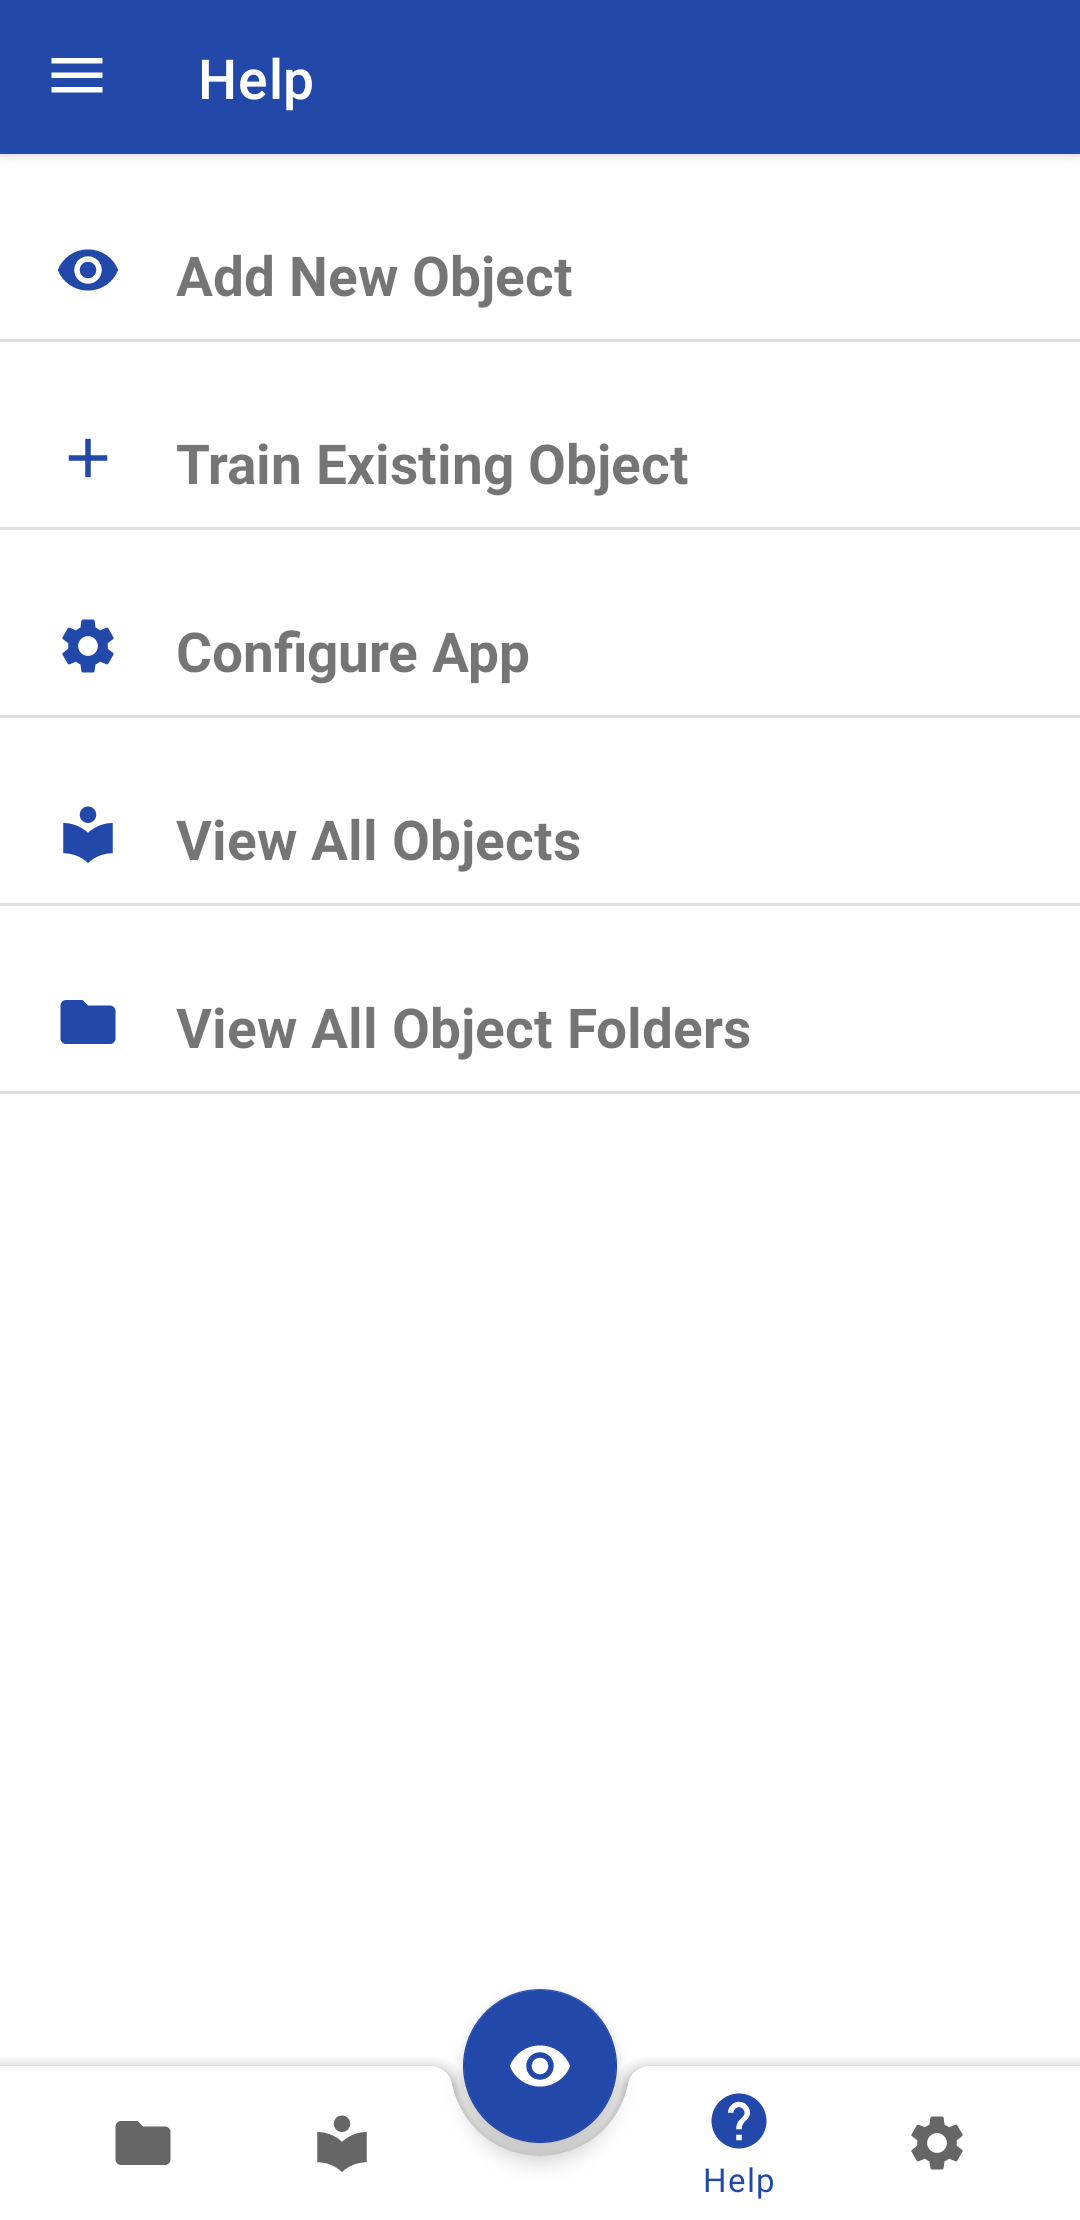 Help
Add New Object
Train Existing Object
Configure App
View All Objects
View All Object Folders
Help